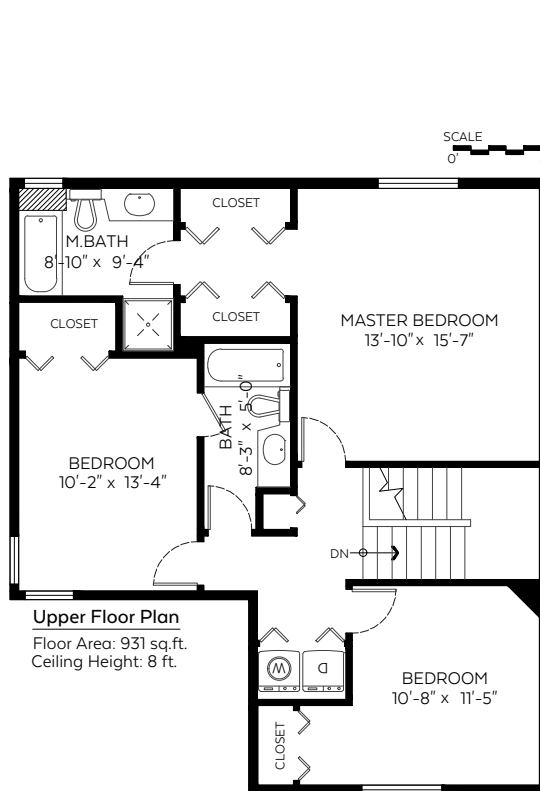 SCALE
0'
CLOSET
M.BATH
8'-10" x 9'-4"
CLOSET
CLOSET
MASTER BEDROOM
13'-10" x 15'-7"
BATH
8'-3" x 5'-0"
BEDROOM
10'-2" x 13'-4"
DN
Upper Floor Plan
Floor Area: 931 sq.ft.
Ceiling Height: 8 ft.
W
D
BEDROOM
10'-8" x 11'-5"
CLOSET